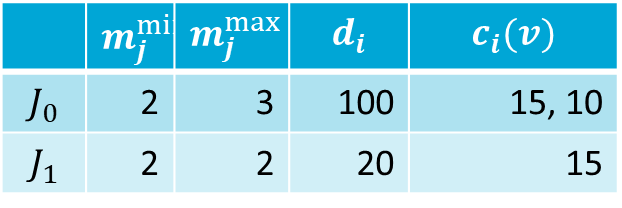 m_j^mi m_j^max d_i c_i(v)
J_0 2 3 100 15, 10
J_1 2 2 20 15